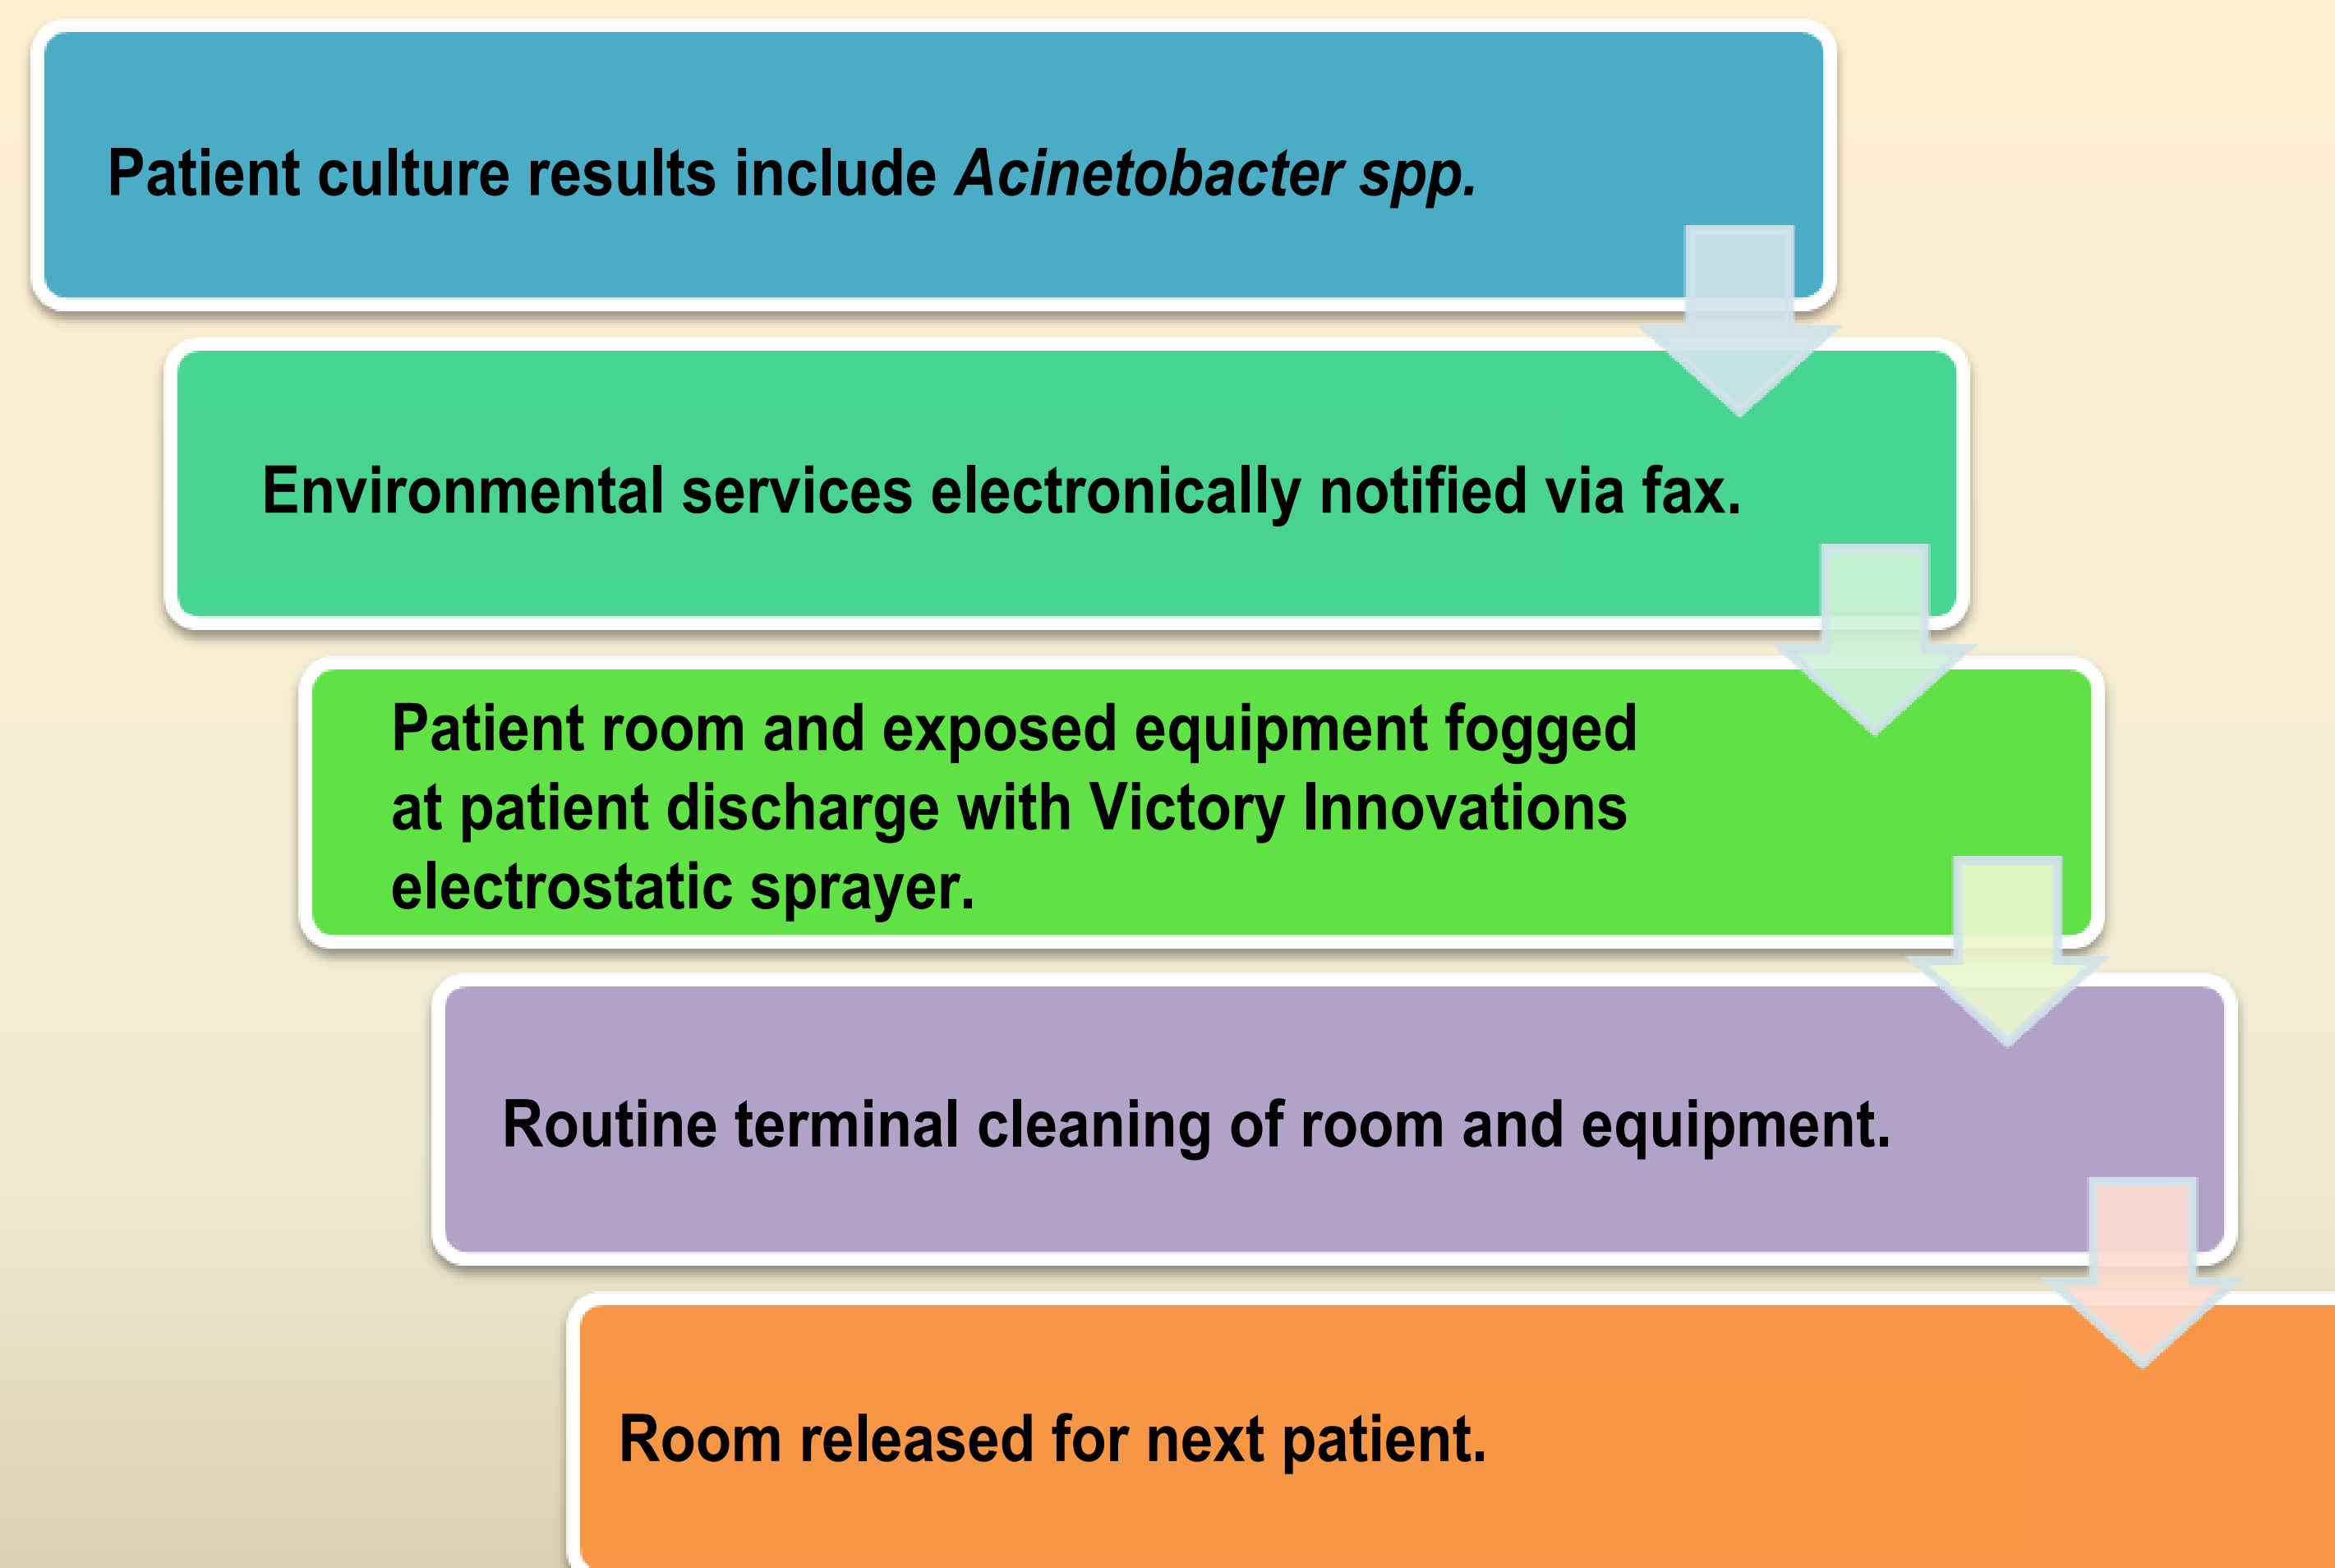 Patient culture results include Acinetobacter spp.
Environmental services electronically notified via fax.
Patient room and exposed equipment fogged
at patient discharge with Victory Innovations
electrostatic sprayer.
Routine terminal cleaning of room and equipment.
Room released for next patient.